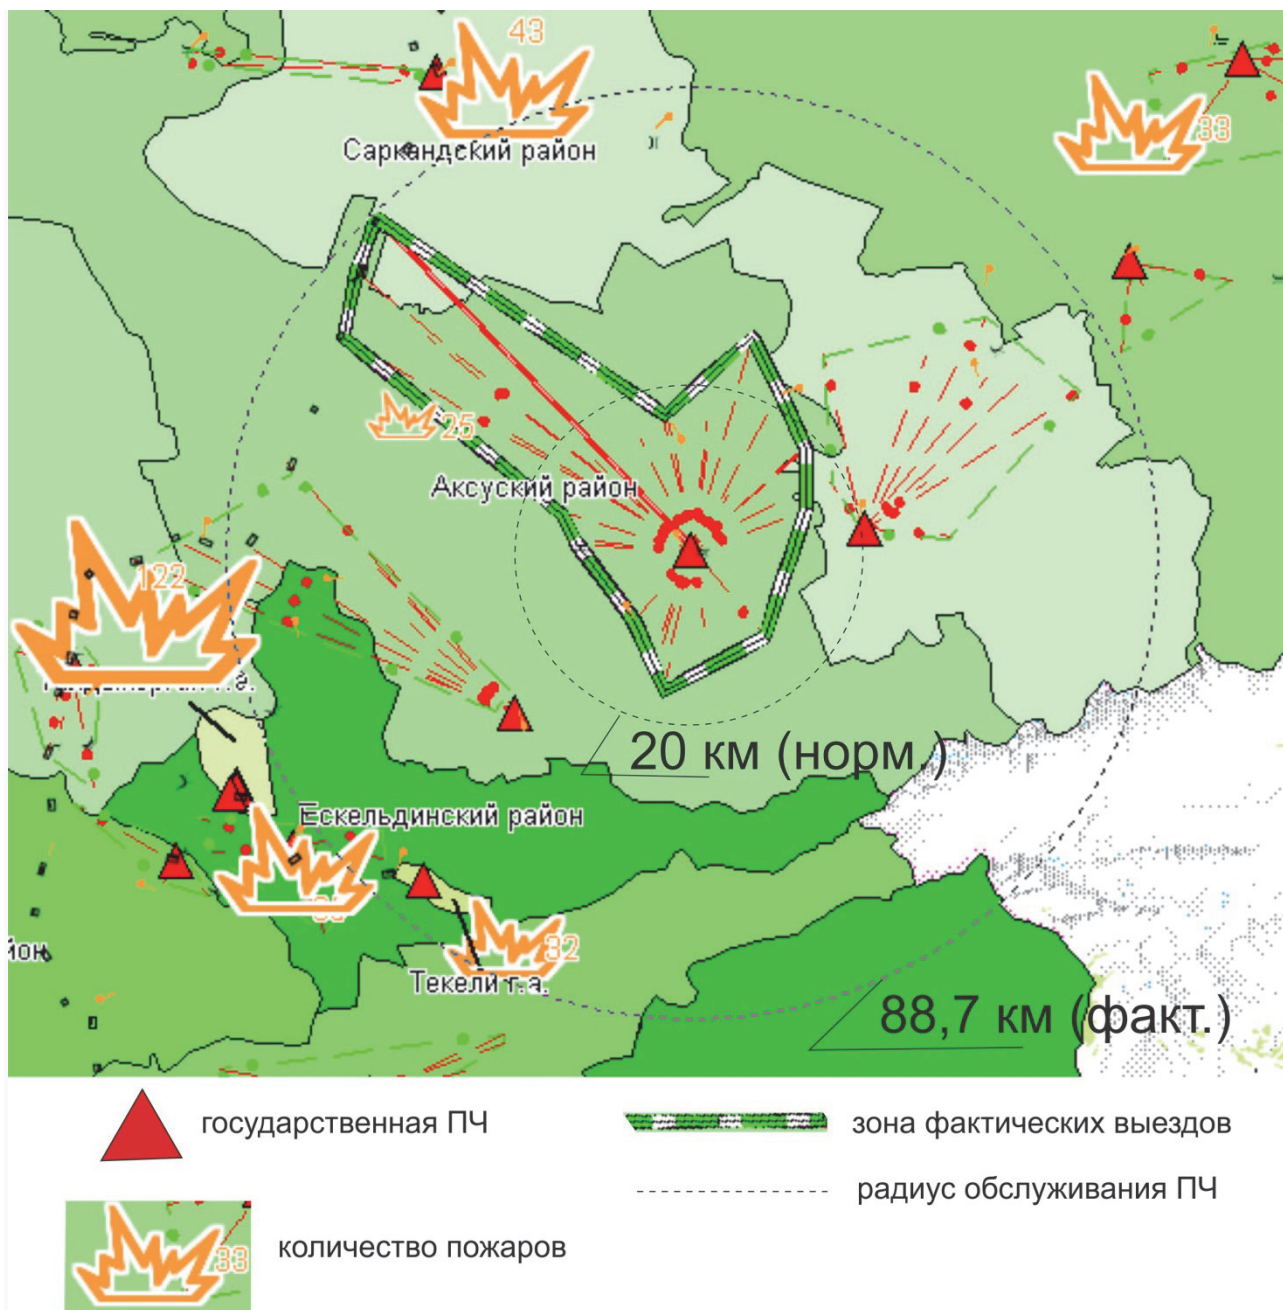 43
33
Саркандский район
25
Аксуский район
122
20 км (норм.)
Ескельдинский район
32
Текели г.а.
88,7 км (факт.)
государственная ПЧ
зона фактических выездов
радиус обслуживания ПЧ
33
количество пожаров